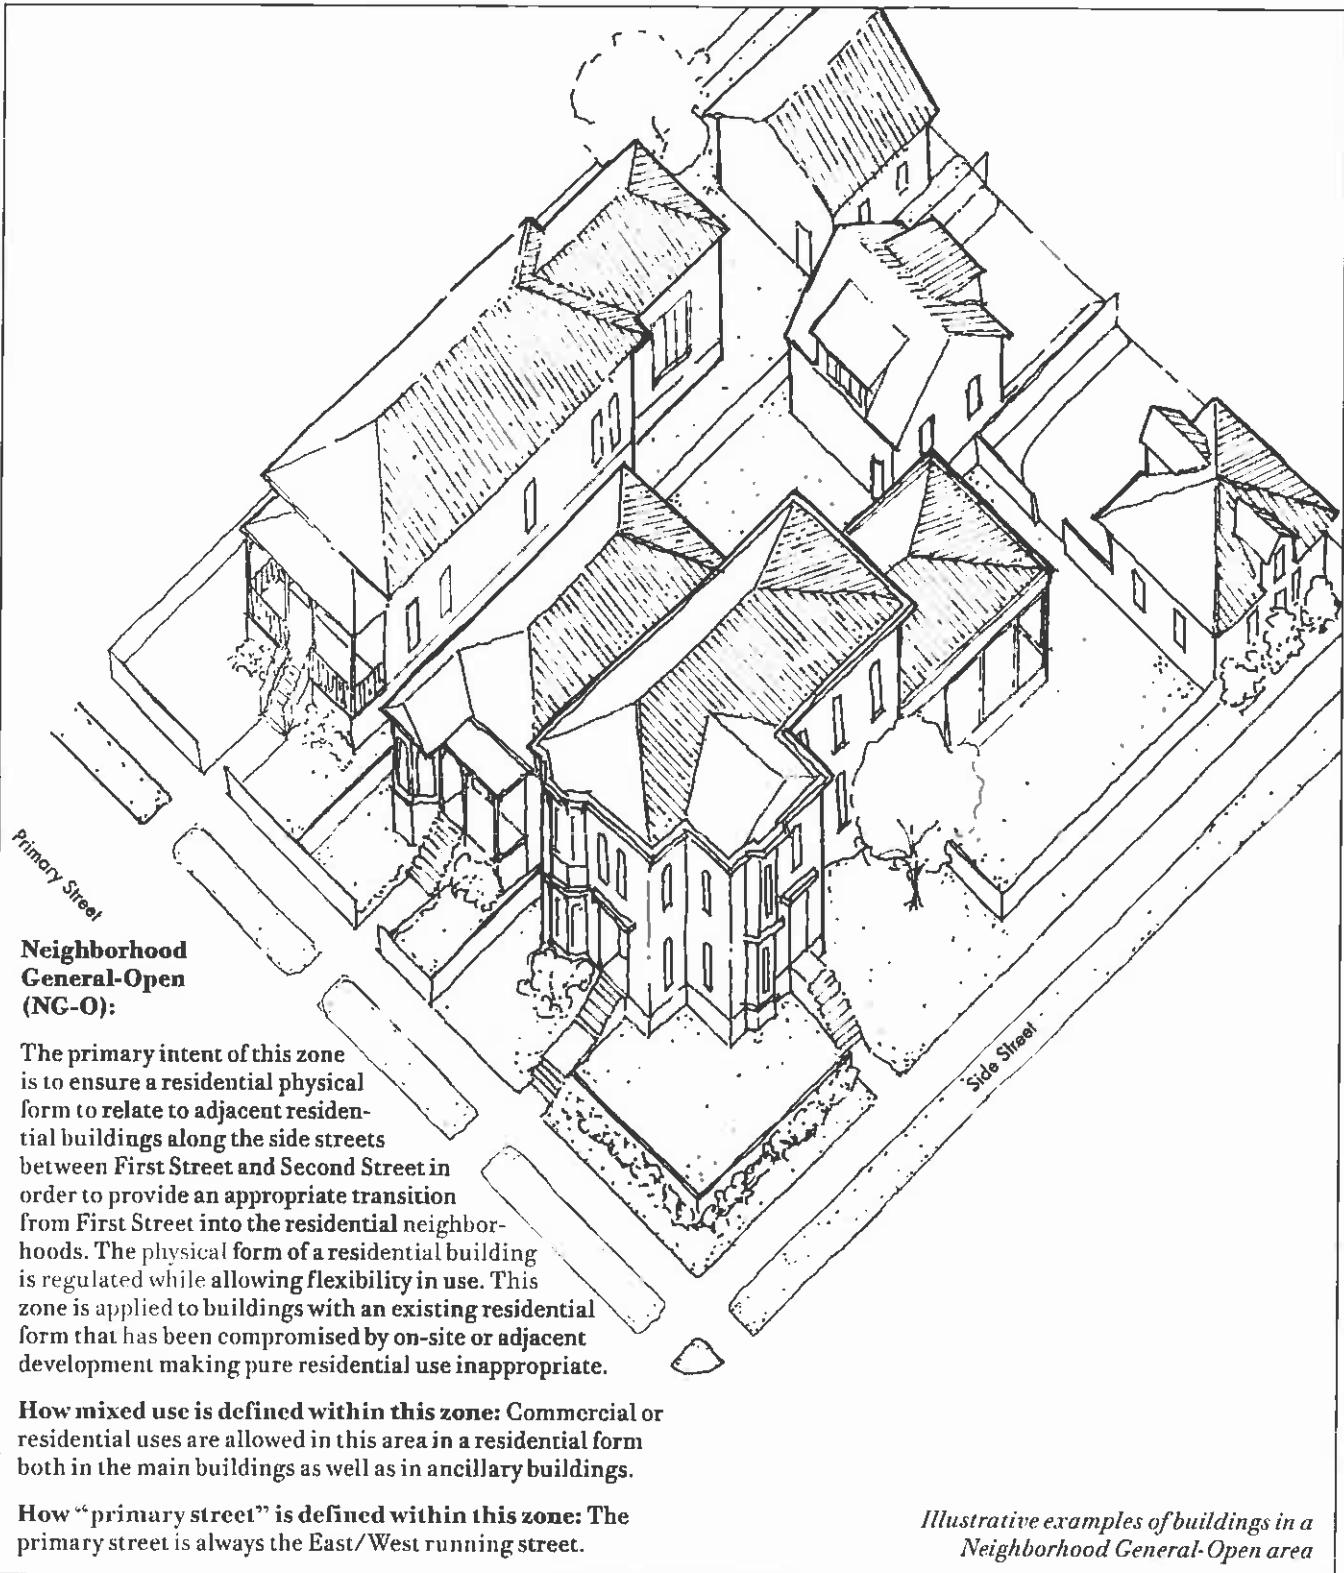 Primary Street
Side Street
Neighborhood
General-Open
(NG-O):
The primary intent of this zone
is to ensure a residential physical
form to relate to adjacent residen-
tial buildings along the side streets
between First Street and Second Street in
order to provide an appropriate transition
from First Street into the residential neighbor-
hoods. The physical form of a residential building
is regulated while allowing flexibility in use. This
zone is applied to buildings with an existing residential
form that has been compromised by on-site or adjacent
development making pure residential use inappropriate.
How mixed use is defined within this zone: Commercial or
residential uses are allowed in this area in a residential form
both in the main buildings as well as in ancillary buildings.
How "primary street" is defined within this zone: The
primary street is always the East/West running street.
Illustrative examples of buildings in a
Neighborhood General-Open area